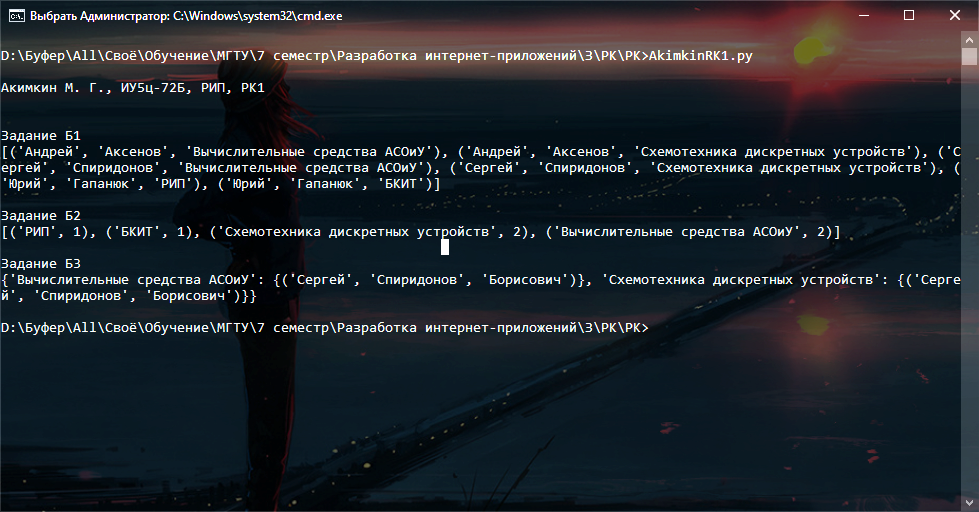 Выбрать Администратор: C:\Windows\system32\cmd.exe
D:\Буфер\All\Своё\Обучение\МГТУ\7 семестр\Разработка интернет-приложений\З\РК\РК>AkimkinRK1.py
Акимкин М. Г., ИУ5ц-72Б, РИП, РК1
Задание Б1
[('Андрей', 'Аксенов', 'Вычислительные средства АСОиУ'), ('Андрей', 'Аксенов', 'Схемотехника дискретных устройств'), ('С
ергей', 'Спиридонов', 'Вычислительные средства АСОиУ'), ('Сергей', 'Спиридонов', 'Схемотехника дискретных устройств'), (
'Юрий', 'Гапанюк', 'РИП'), ('Юрий', 'Гапанюк', 'БКИТ')]
Задание Б2
[('РИП', 1), ('БКИТ', 1), ('Схемотехника дискретных устройств', 2), ('Вычислительные средства АСОиУ', 2)]
Задание Б3
{'Вычислительные средства АСОиУ': {('Сергей', 'Спиридонов', 'Борисович')}, 'Схемотехника дискретных устройств': {('Серге
й', 'Спиридонов', 'Борисович')}}
D:\Буфер\All\Своё\Обучение\МГТУ\7 семестр\Разработка интернет-приложений\З\РК\РК>